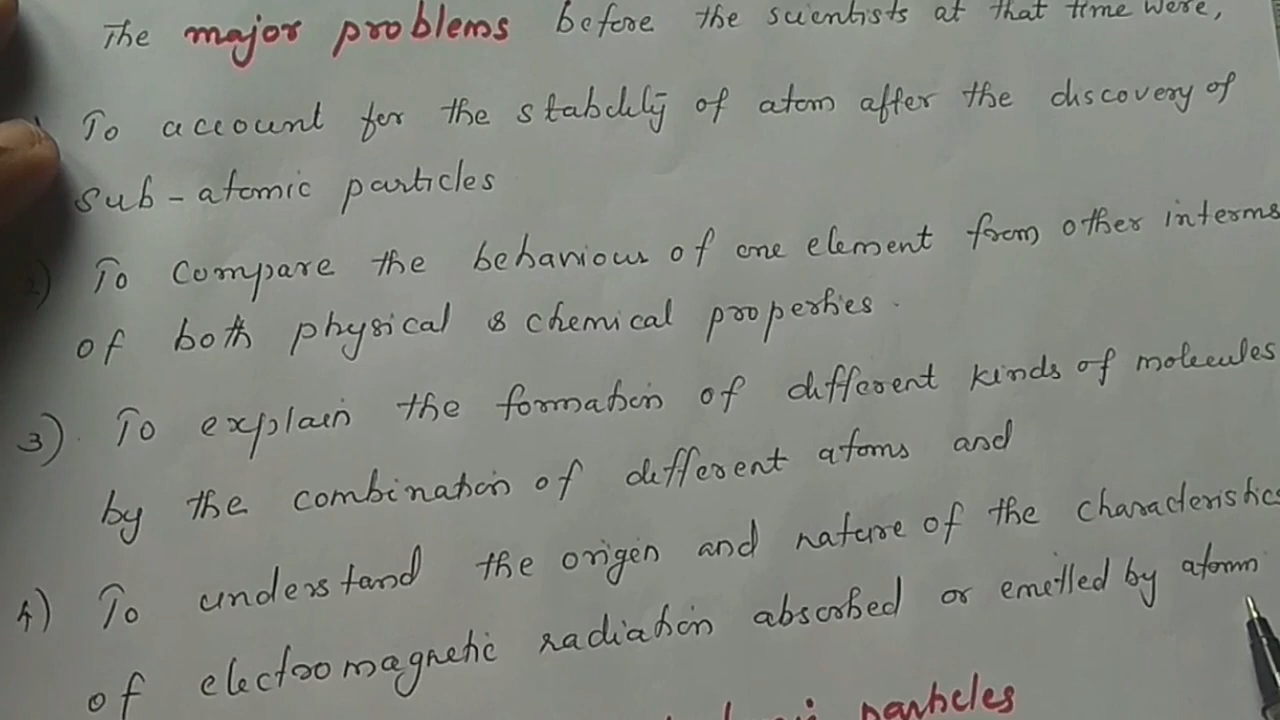 The major problems before the scientists at that time were,
To account for the stability of atom after the discovery of
sub-atomic particles
2) To compare the behaviour of one element from other interms
of both physical & chemical properties.
3) To explain the formation of different kinds of molecules
by the combination of different atoms and
4) To understand the origin and nature of the characteristics
of electromagnetic radiation absorbed or emitted by atom
particles